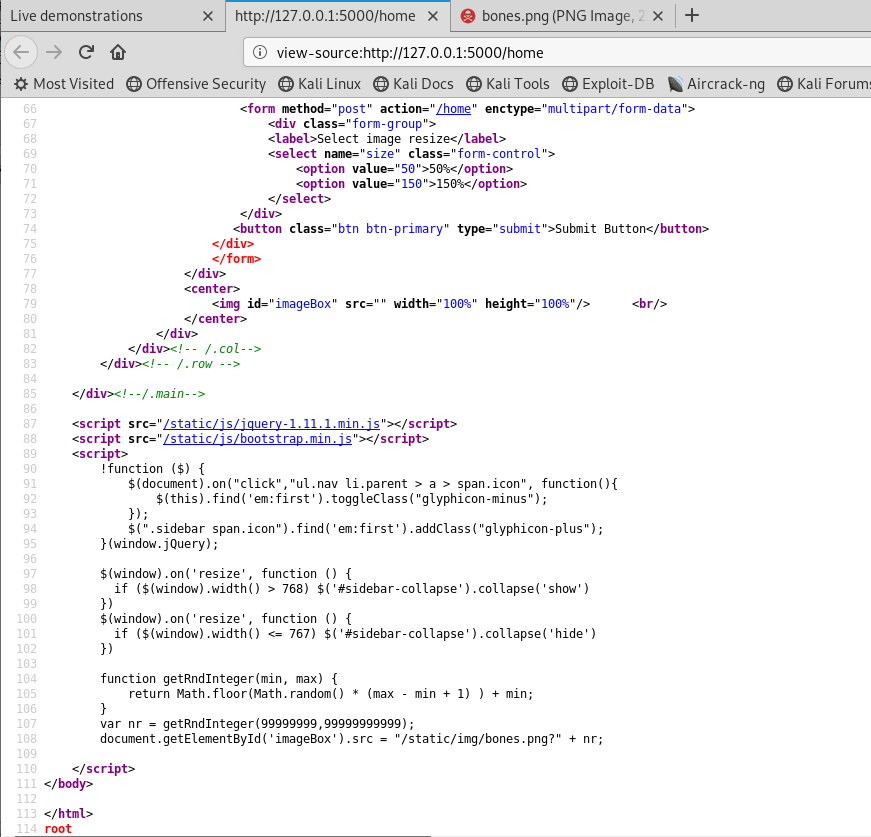 Live demonstrations × http://127.0.0.1:5000/home × bones.png (PNG Image, 2 × +
view-source:http://127.0.0.1:5000/home
Most Visited Offensive Security Kali Linux Kali Docs Kali Tools Exploit-DB Aircrack-ng Kali Forums
66 <form method="post" action="/home" enctype="multipart/form-data">
67 <div class="form-group">
68 <label>Select image resize</label>
69 <select name="size" class="form-control">
70 <option value="50">50%</option>
71 <option value="150">150%</option>
72 </select>
73 </div>
74 <button class="btn btn-primary" type="submit">Submit Button</button>
75 </div>
76 </form>
77 </div>
78 <center>
79 <img id="imageBox" src="" width="100%" height="100%"/> <br/>
80 </center>
81 </div>
82 </div><!-- /.col-->
83 </div><!-- /.row -->
84
85 </div><!--/.main-->
86
87 <script src="/static/js/jquery-1.11.1.min.js"></script>
88 <script src="/static/js/bootstrap.min.js"></script>
89 <script>
90 !function ($) {
91 $(document).on("click","ul.nav li.parent > a > span.icon", function(){
92 $(this).find('em:first').toggleClass("glyphicon-minus");
93 });
94 $(".sidebar span.icon").find('em:first').addClass("glyphicon-plus");
95 }(window.jQuery);
96
97 $(window).on('resize', function () {
98 if ($(window).width() > 768) $('#sidebar-collapse').collapse('show')
99 })
100 $(window).on('resize', function () {
101 if ($(window).width() <= 767) $('#sidebar-collapse').collapse('hide')
102 })
103
104 function getRndInteger(min, max) {
105 return Math.floor(Math.random() * (max - min + 1) ) + min;
106 }
107 var nr = getRndInteger(99999999,99999999999);
108 document.getElementById('imageBox').src = "/static/img/bones.png?" + nr;
109
110 </script>
111 </body>
112
113 </html>
114 root